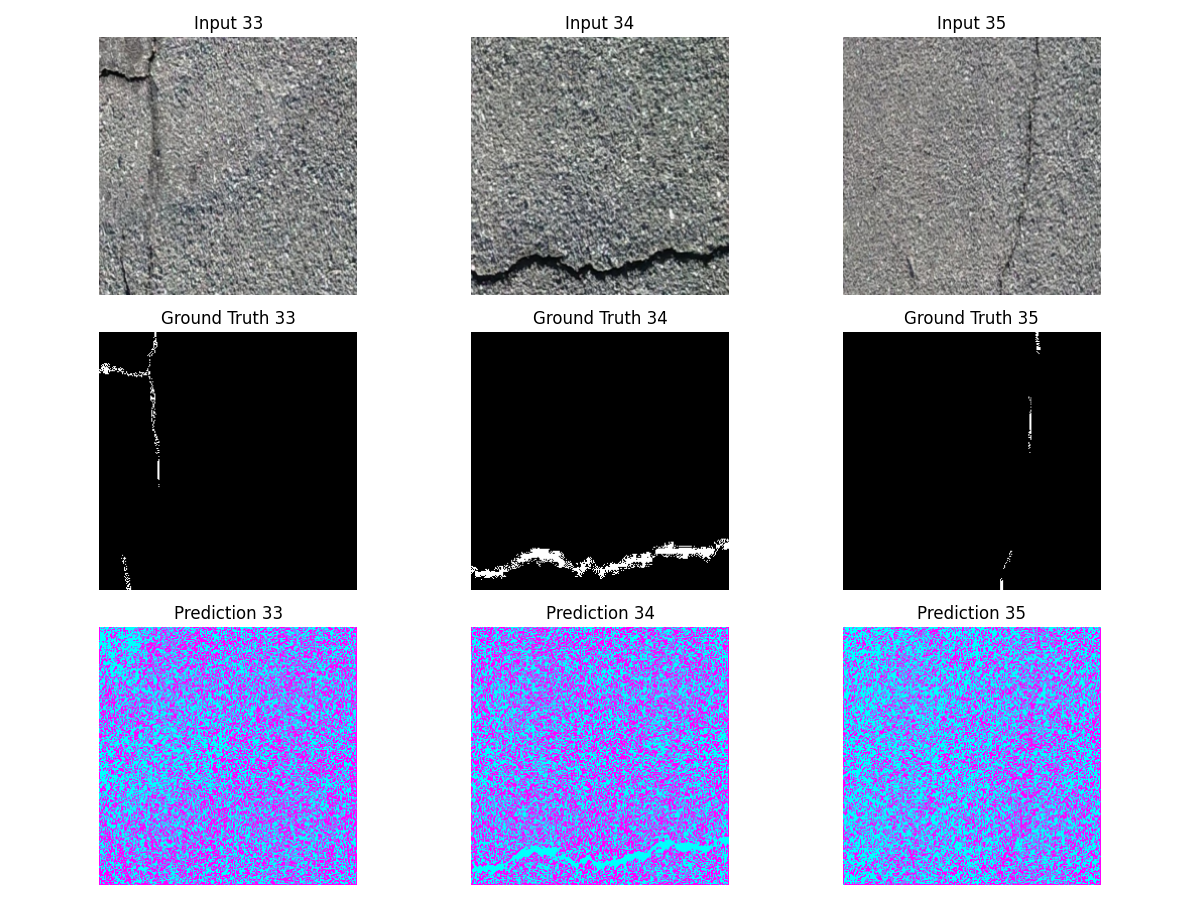 Input 33
Input 34
Input 35
Ground Truth 33
Ground Truth 34
Ground Truth 35
Prediction 33
Prediction 34
Prediction 35